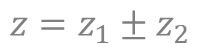 z = z₁ ± z₂